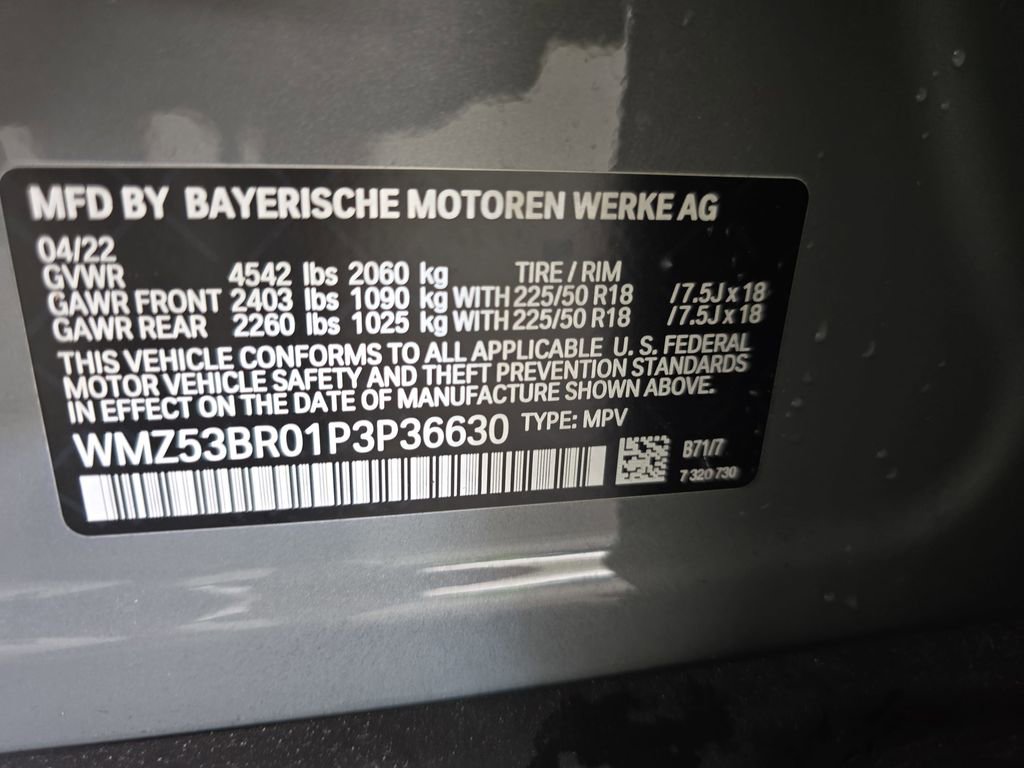 MFD BY BAYERISCHE MOTOREN WERKE AG
04/22
GVWR 4542 lbs 2060 kg TIRE / RIM
GAWR FRONT 2403 lbs 1090 kg WITH 225/50 R18 /7.5J x 18
GAWR REAR 2260 lbs 1025 kg WITH 225/50 R18 /7.5J x 18
THIS VEHICLE CONFORMS TO ALL APPLICABLE U. S. FEDERAL
MOTOR VEHICLE SAFETY AND THEFT PREVENTION STANDARDS
IN EFFECT ON THE DATE OF MANUFACTURE SHOWN ABOVE.
WMZ53BR01P3P36630 TYPE: MPV
B71/7
7 320 730